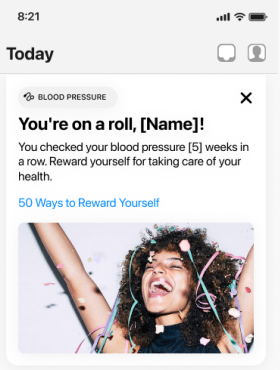 8:21
Today
BLOOD PRESSURE
You're on a roll, [Name]!
You checked your blood pressure [5] weeks in
a row. Reward yourself for taking care of your
health.
50 Ways to Reward Yourself